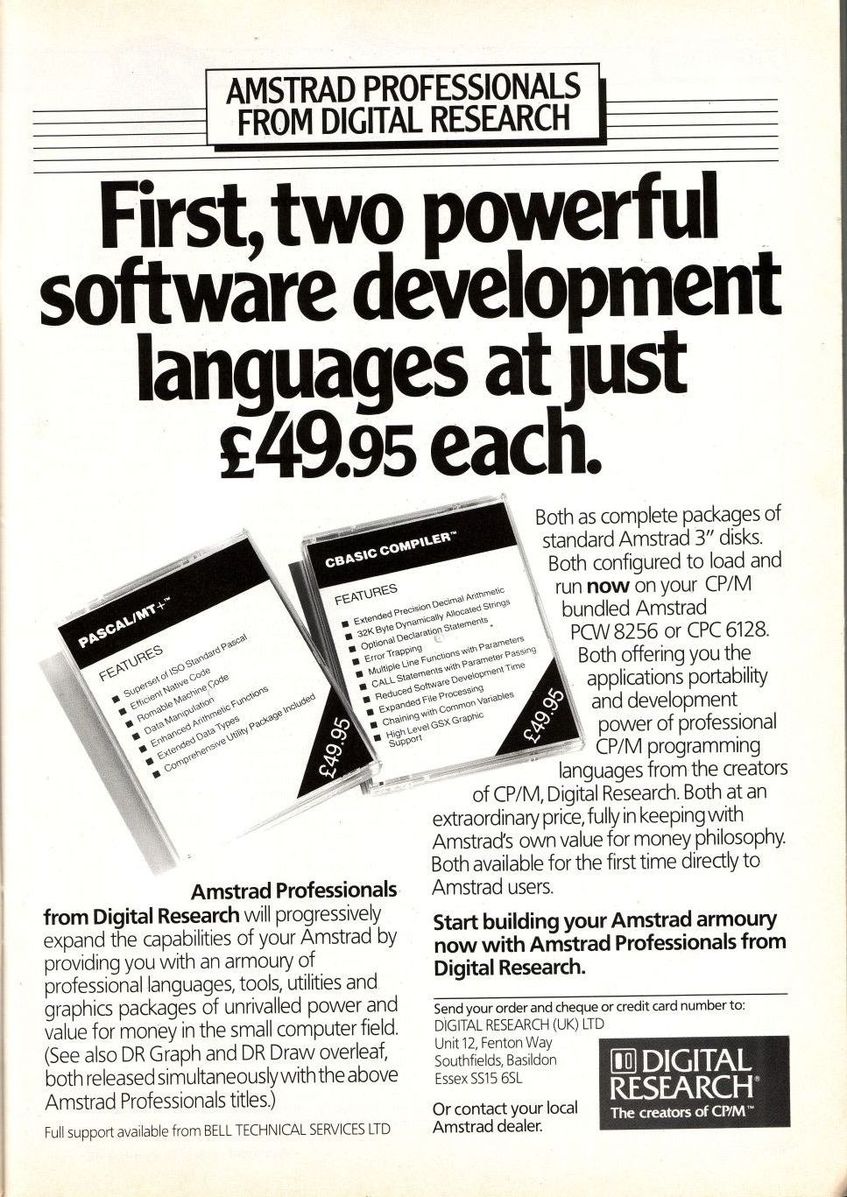 AMSTRAD PROFESSIONALS
FROM DIGITAL RESEARCH
First, two powerful
software development
languages at just
£49.95 each.
PASCAL/MT+™
FEATURES
Superset of ISO Standard Pascal
Efficient Native Code
Romable Machine Code
Data Manipulation
Enhanced Arithmetic Functions
Extended Data Types
Comprehensive Utility Package Included
£49.95
CBASIC COMPILER™
FEATURES
Extended Precision Decimal Arithmetic
32K Byte Dynamically Allocated Strings
Optional Declaration Statements
Error Trapping
Multiple Line Functions with Parameters
CALL Statements with Parameter Passing
Reduced Software Development Time
Expanded File Processing
Chaining with Common Variables
High Level GSX Graphic
Support
£49.95
Both as complete packages of
standard Amstrad 3" disks.
Both configured to load and
run now on your CP/M
bundled Amstrad
PCW 8256 or CPC 6128.
Both offering you the
applications portability
and development
power of professional
CP/M programming
languages from the creators
of CP/M, Digital Research. Both at an
extraordinary price, fully in keeping with
Amstrad's own value for money philosophy.
Both available for the first time directly to
Amstrad users.
Amstrad Professionals
from Digital Research will progressively
expand the capabilities of your Amstrad by
providing you with an armoury of
professional languages, tools, utilities and
graphics packages of unrivalled power and
value for money in the small computer field.
(See also DR Graph and DR Draw overleaf,
both released simultaneously with the above
Amstrad Professionals titles.)
Full support available from BELL TECHNICAL SERVICES LTD
Start building your Amstrad armoury
now with Amstrad Professionals from
Digital Research.
Send your order and cheque or credit card number to:
DIGITAL RESEARCH (UK) LTD
Unit 12, Fenton Way
Southfields, Basildon
Essex SS15 6SL
Or contact your local
Amstrad dealer.
DIGITAL
RESEARCH®
The creators of CP/M™